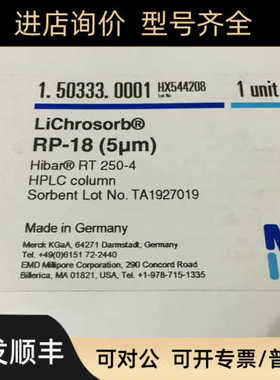 进店询价 型号齐全
1.50333.0001 HX544208
Lot No.
1 unit
LiChrosorb®
RP-18 (5µm)
Hibar® RT 250-4
HPLC column
Sorbent Lot No. TA1927019
Made in Germany
Merck KGaA, 64271 Darmstadt, Germany
Tel. +49(0)6151 72-2440
EMD Millipore Corporation, 290 Concord Road
Billerica, MA 01821, USA, Tel. +1-978-715-1335
发顺丰
可对公 可开专票/普